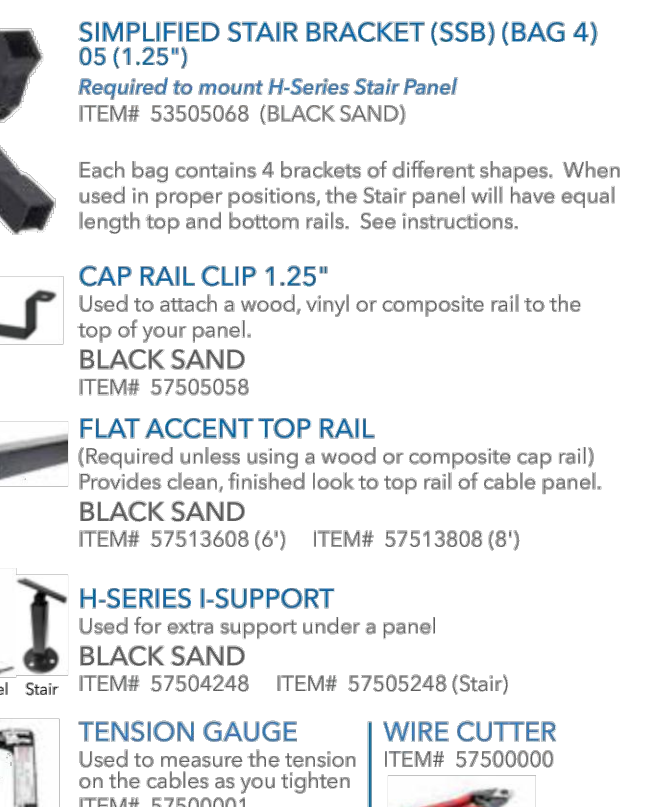 SIMPLIFIED STAIR BRACKET (SSB) (BAG 4)
05 (1.25")
Required to mount H-Series Stair Panel
ITEM# 53505068 (BLACK SAND)
Each bag contains 4 brackets of different shapes. When
used in proper positions, the Stair panel will have equal
length top and bottom rails. See instructions.
CAP RAIL CLIP 1.25"
Used to attach a wood, vinyl or composite rail to the
top of your panel.
BLACK SAND
ITEM# 57505058
FLAT ACCENT TOP RAIL
(Required unless using a wood or composite cap rail)
Provides clean, finished look to top rail of cable panel.
BLACK SAND
ITEM# 57513608 (6') ITEM# 57513808 (8')
H-SERIES I-SUPPORT
Used for extra support under a panel
BLACK SAND
Stair
ITEM# 57504248 ITEM# 57505248 (Stair)
TENSION GAUGE
Used to measure the tension
on the cables as you tighten
ITEM# 57500001
WIRE CUTTER
ITEM# 57500000